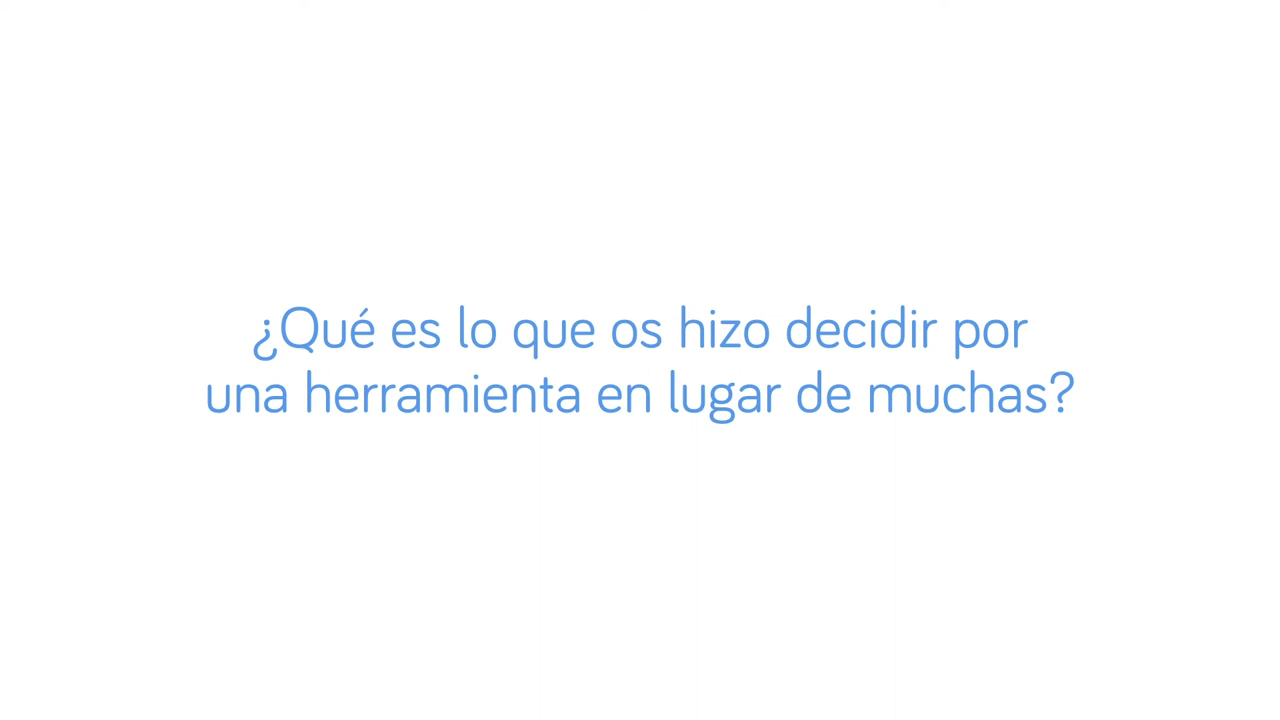 ¿Qué es lo que os hizo decidir por
una herramienta en lugar de muchas?